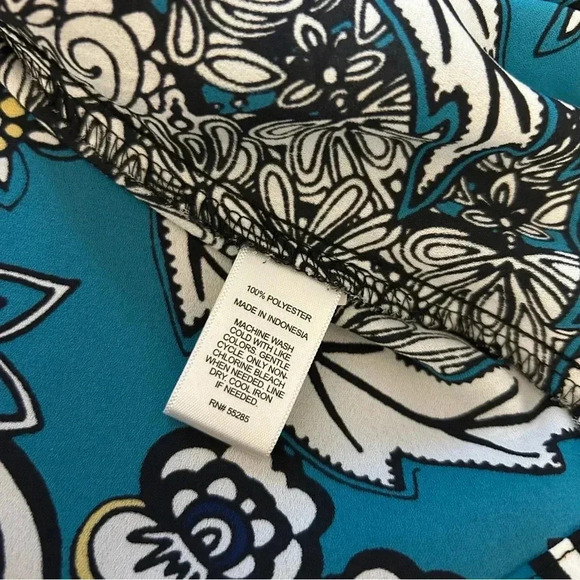 100% POLYESTER
MADE IN INDONESIA
MACHINE WASH
COLD WITH LIKE
COLORS. GENTLE
CYCLE. ONLY NON-
CHLORINE BLEACH
WHEN NEEDED. LINE
DRY. COOL IRON
IF NEEDED.
RN# 55285